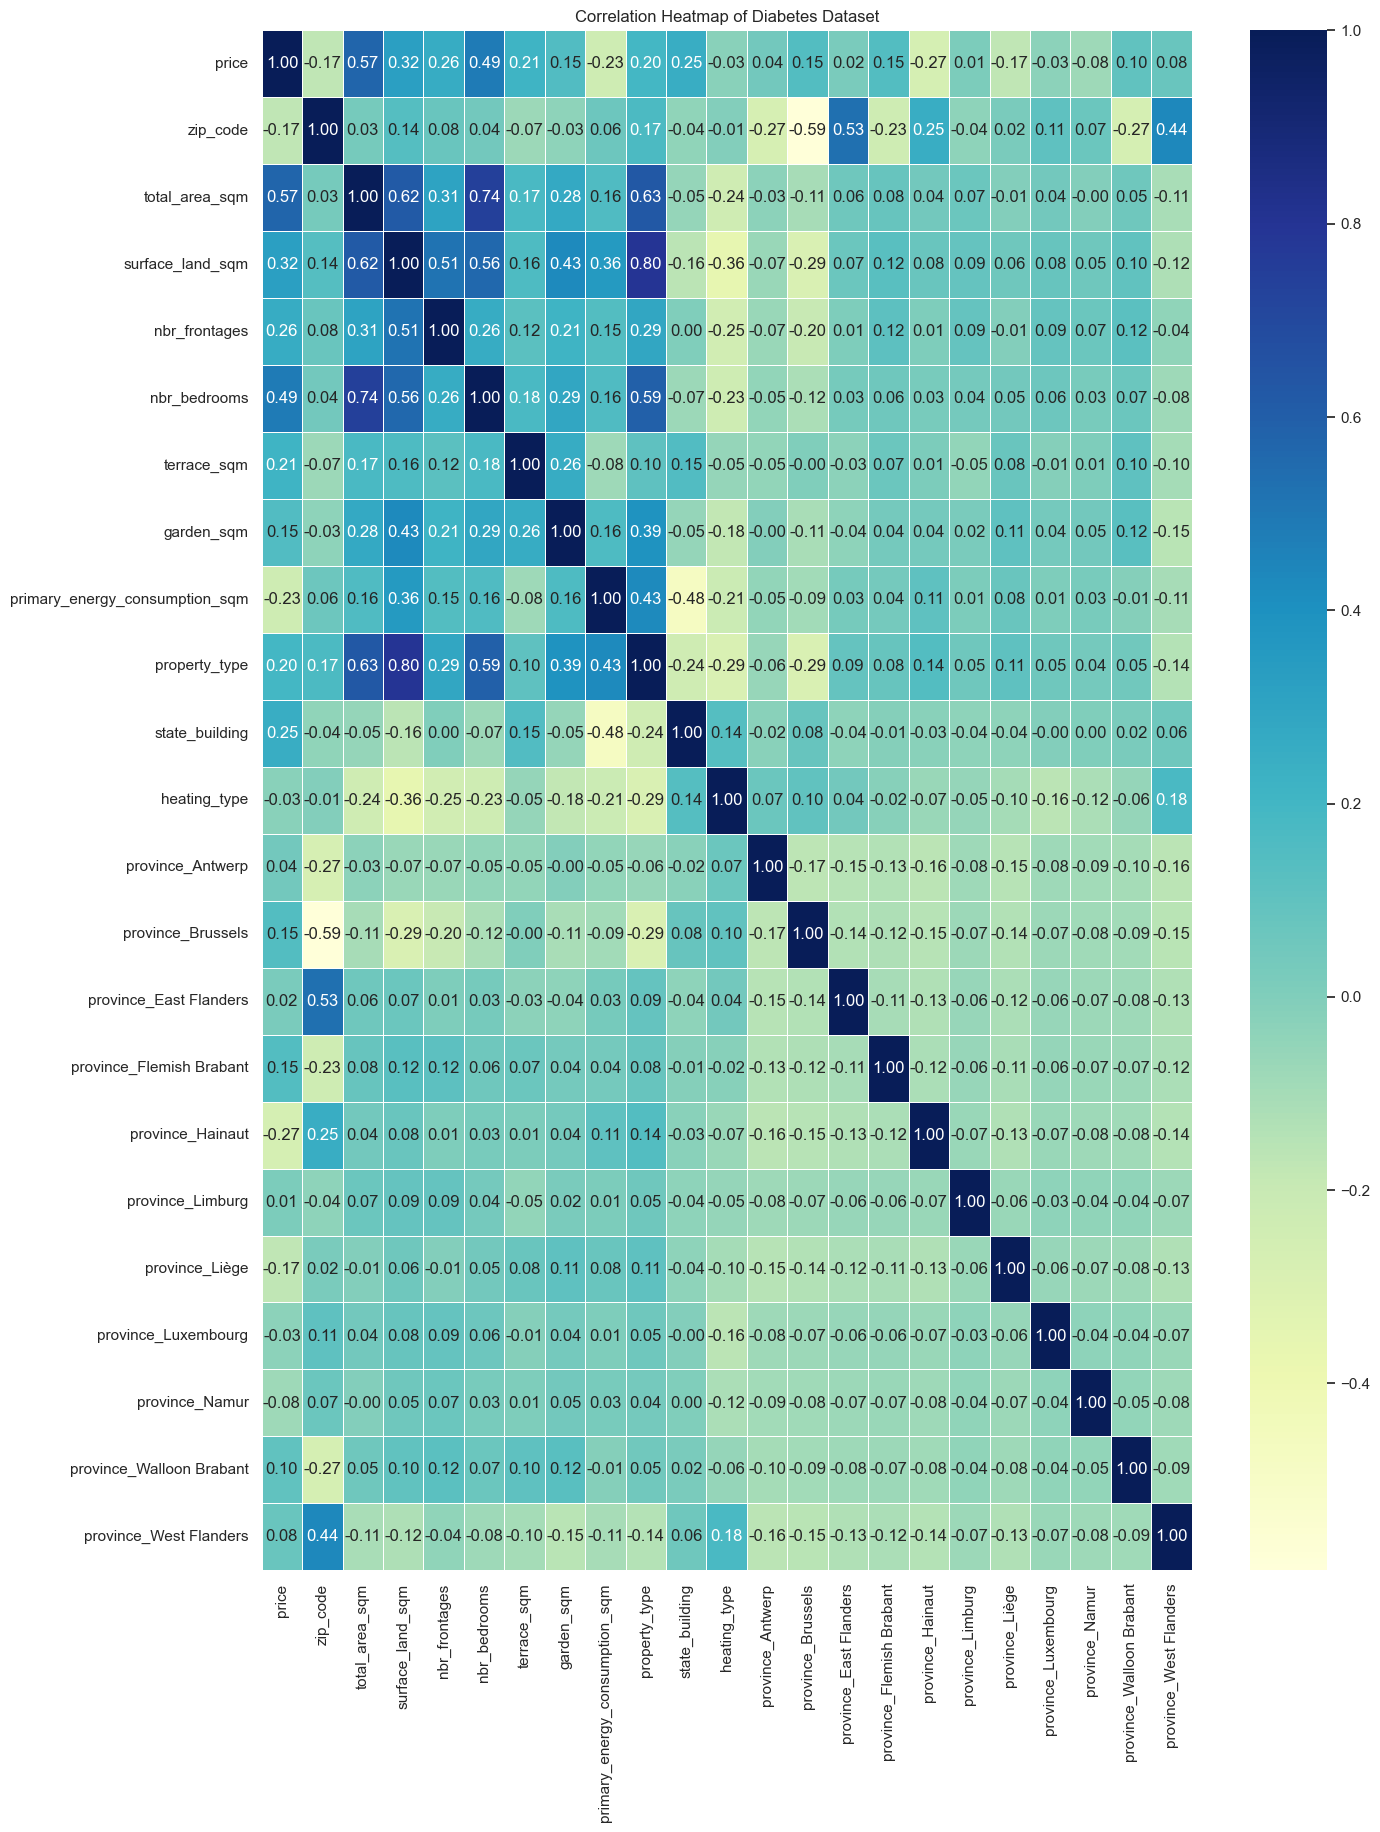 Correlation Heatmap of Diabetes Dataset
price 1.00 -0.17 0.57 0.32 0.26 0.49 0.21 0.15 -0.23 0.20 0.25 -0.03 0.04 0.15 0.02 0.15 -0.27 0.01 -0.17 -0.03 -0.08 0.10 0.08
zip_code -0.17 1.00 0.03 0.14 0.08 0.04 -0.07 -0.03 0.06 0.17 -0.04 -0.01 -0.27 -0.59 0.53 -0.23 0.25 -0.04 0.02 0.11 0.07 -0.27 0.44
total_area_sqm 0.57 0.03 1.00 0.62 0.31 0.74 0.17 0.28 0.16 0.63 -0.05 -0.24 -0.03 -0.11 0.06 0.08 0.04 0.07 -0.01 0.04 -0.00 0.05 -0.11
surface_land_sqm 0.32 0.14 0.62 1.00 0.51 0.56 0.16 0.43 0.36 0.80 -0.16 -0.36 -0.07 -0.29 0.07 0.12 0.08 0.09 0.06 0.08 0.05 0.10 -0.12
nbr_frontages 0.26 0.08 0.31 0.51 1.00 0.26 0.12 0.21 0.15 0.29 0.00 -0.25 -0.07 -0.20 0.01 0.12 0.01 0.09 -0.01 0.09 0.07 0.12 -0.04
nbr_bedrooms 0.49 0.04 0.74 0.56 0.26 1.00 0.18 0.29 0.16 0.59 -0.07 -0.23 -0.05 -0.12 0.03 0.06 0.03 0.04 0.05 0.06 0.03 0.07 -0.08
terrace_sqm 0.21 -0.07 0.17 0.16 0.12 0.18 1.00 0.26 -0.08 0.10 0.15 -0.05 -0.05 -0.00 -0.03 0.07 0.01 -0.05 0.08 -0.01 0.01 0.10 -0.10
garden_sqm 0.15 -0.03 0.28 0.43 0.21 0.29 0.26 1.00 0.16 0.39 -0.05 -0.18 -0.00 -0.11 -0.04 0.04 0.04 0.02 0.11 0.04 0.05 0.12 -0.15
primary_energy_consumption_sqm -0.23 0.06 0.16 0.36 0.15 0.16 -0.08 0.16 1.00 0.43 -0.48 -0.21 -0.05 -0.09 0.03 0.04 0.11 0.01 0.08 0.01 0.03 -0.01 -0.11
property_type 0.20 0.17 0.63 0.80 0.29 0.59 0.10 0.39 0.43 1.00 -0.24 -0.29 -0.06 -0.29 0.09 0.08 0.14 0.05 0.11 0.05 0.04 0.05 -0.14
state_building 0.25 -0.04 -0.05 -0.16 0.00 -0.07 0.15 -0.05 -0.48 -0.24 1.00 0.14 -0.02 0.08 -0.04 -0.01 -0.03 -0.04 -0.04 -0.00 0.00 0.02 0.06
heating_type -0.03 -0.01 -0.24 -0.36 -0.25 -0.23 -0.05 -0.18 -0.21 -0.29 0.14 1.00 0.07 0.10 0.04 -0.02 -0.07 -0.05 -0.10 -0.16 -0.12 -0.06 0.18
province_Antwerp 0.04 -0.27 -0.03 -0.07 -0.07 -0.05 -0.05 -0.00 -0.05 -0.06 -0.02 0.07 1.00 -0.17 -0.15 -0.13 -0.16 -0.08 -0.15 -0.08 -0.09 -0.10 -0.16
province_Brussels 0.15 -0.59 -0.11 -0.29 -0.20 -0.12 -0.00 -0.11 -0.09 -0.29 0.08 0.10 -0.17 1.00 -0.14 -0.12 -0.15 -0.07 -0.14 -0.07 -0.08 -0.09 -0.15
province_East Flanders 0.02 0.53 0.06 0.07 0.01 0.03 -0.03 -0.04 0.03 0.09 -0.04 0.04 -0.15 -0.14 1.00 -0.11 -0.13 -0.06 -0.12 -0.06 -0.07 -0.08 -0.13
province_Flemish Brabant 0.15 -0.23 0.08 0.12 0.12 0.06 0.07 0.04 0.04 0.08 -0.01 -0.02 -0.13 -0.12 -0.11 1.00 -0.12 -0.06 -0.11 -0.06 -0.07 -0.07 -0.12
province_Hainaut -0.27 0.25 0.04 0.08 0.01 0.03 0.01 0.04 0.11 0.14 -0.03 -0.07 -0.16 -0.15 -0.13 -0.12 1.00 -0.07 -0.13 -0.07 -0.08 -0.08 -0.14
province_Limburg 0.01 -0.04 0.07 0.09 0.09 0.04 -0.05 0.02 0.01 0.05 -0.04 -0.05 -0.08 -0.07 -0.06 -0.06 -0.07 1.00 -0.06 -0.03 -0.04 -0.04 -0.07
province_Liège -0.17 0.02 -0.01 0.06 -0.01 0.05 0.08 0.11 0.08 0.11 -0.04 -0.10 -0.15 -0.14 -0.12 -0.11 -0.13 -0.06 1.00 -0.06 -0.07 -0.08 -0.13
province_Luxembourg -0.03 0.11 0.04 0.08 0.09 0.06 -0.01 0.04 0.01 0.05 -0.00 -0.16 -0.08 -0.07 -0.06 -0.06 -0.07 -0.03 -0.06 1.00 -0.04 -0.04 -0.07
province_Namur -0.08 0.07 -0.00 0.05 0.07 0.03 0.01 0.05 0.03 0.04 0.00 -0.12 -0.09 -0.08 -0.07 -0.07 -0.08 -0.04 -0.07 -0.04 1.00 -0.05 -0.08
province_Walloon Brabant 0.10 -0.27 0.05 0.10 0.12 0.07 0.10 0.12 -0.01 0.05 0.02 -0.06 -0.10 -0.09 -0.08 -0.07 -0.08 -0.04 -0.08 -0.04 -0.05 1.00 -0.09
province_West Flanders 0.08 0.44 -0.11 -0.12 -0.04 -0.08 -0.10 -0.15 -0.11 -0.14 0.06 0.18 -0.16 -0.15 -0.13 -0.12 -0.14 -0.07 -0.13 -0.07 -0.08 -0.09 1.00
price
zip_code
total_area_sqm
surface_land_sqm
nbr_frontages
nbr_bedrooms
terrace_sqm
garden_sqm
primary_energy_consumption_sqm
property_type
state_building
heating_type
province_Antwerp
province_Brussels
province_East Flanders
province_Flemish Brabant
province_Hainaut
province_Limburg
province_Liège
province_Luxembourg
province_Namur
province_Walloon Brabant
province_West Flanders
1.0
0.8
0.6
0.4
0.2
0.0
−0.2
−0.4